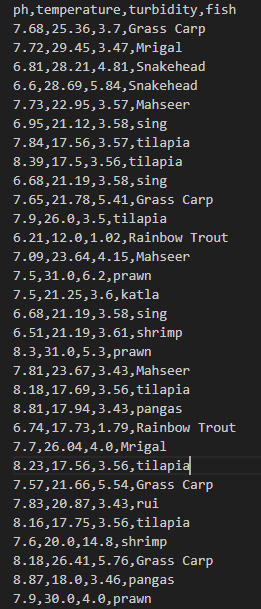 ph,temperature,turbidity,fish
7.68,25.36,3.7,Grass Carp
7.72,29.45,3.47,Mrigal
6.81,28.21,4.81,Snakehead
6.6,28.69,5.84,Snakehead
7.73,22.95,3.57,Mahseer
6.95,21.12,3.58,sing
7.84,17.56,3.57,tilapia
8.39,17.5,3.56,tilapia
6.68,21.19,3.58,sing
7.65,21.78,5.41,Grass Carp
7.9,26.0,3.5,tilapia
6.21,12.0,1.02,Rainbow Trout
7.09,23.64,4.15,Mahseer
7.5,31.0,6.2,prawn
7.5,21.25,3.6,katla
6.68,21.19,3.58,sing
6.51,21.19,3.61,shrimp
8.3,31.0,5.3,prawn
7.81,23.67,3.43,Mahseer
8.18,17.69,3.56,tilapia
8.81,17.94,3.43,pangas
6.74,17.73,1.79,Rainbow Trout
7.7,26.04,4.0,Mrigal
8.23,17.56,3.56,tilapia
7.57,21.66,5.54,Grass Carp
7.83,20.87,3.43,rui
8.16,17.75,3.56,tilapia
7.6,20.0,14.8,shrimp
8.18,26.41,5.76,Grass Carp
8.87,18.0,3.46,pangas
7.9,30.0,4.0,prawn